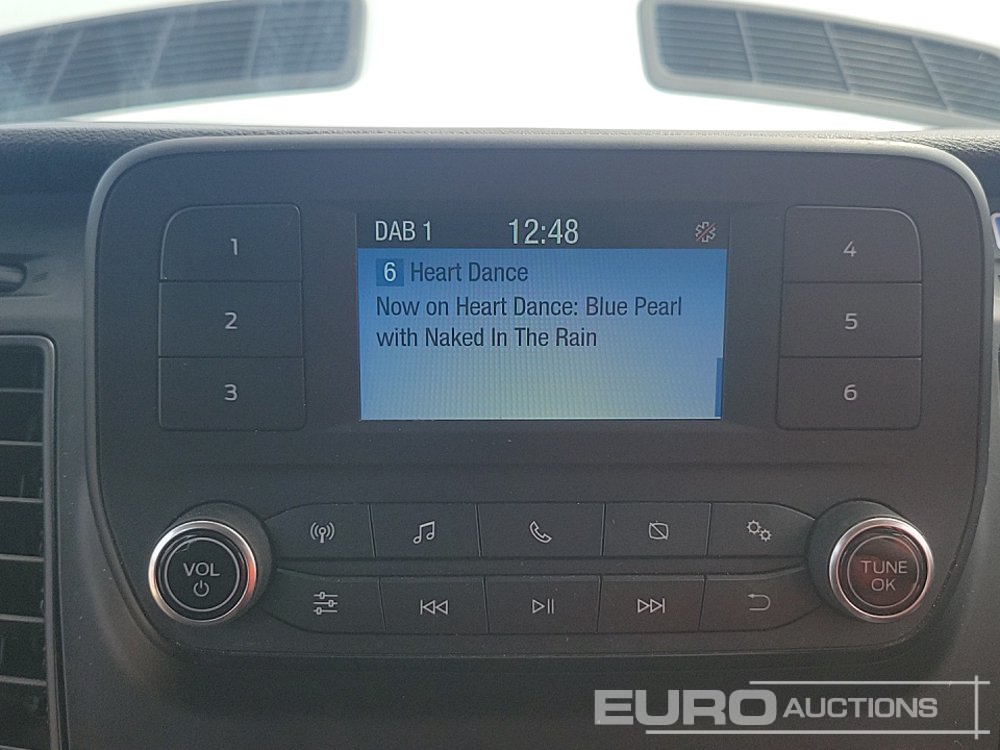 DAB 1 12:48
6 Heart Dance
Now on Heart Dance: Blue Pearl
with Naked In The Rain
1
2
3
4
5
6
VOL
TUNE
OK
EURO AUCTIONS